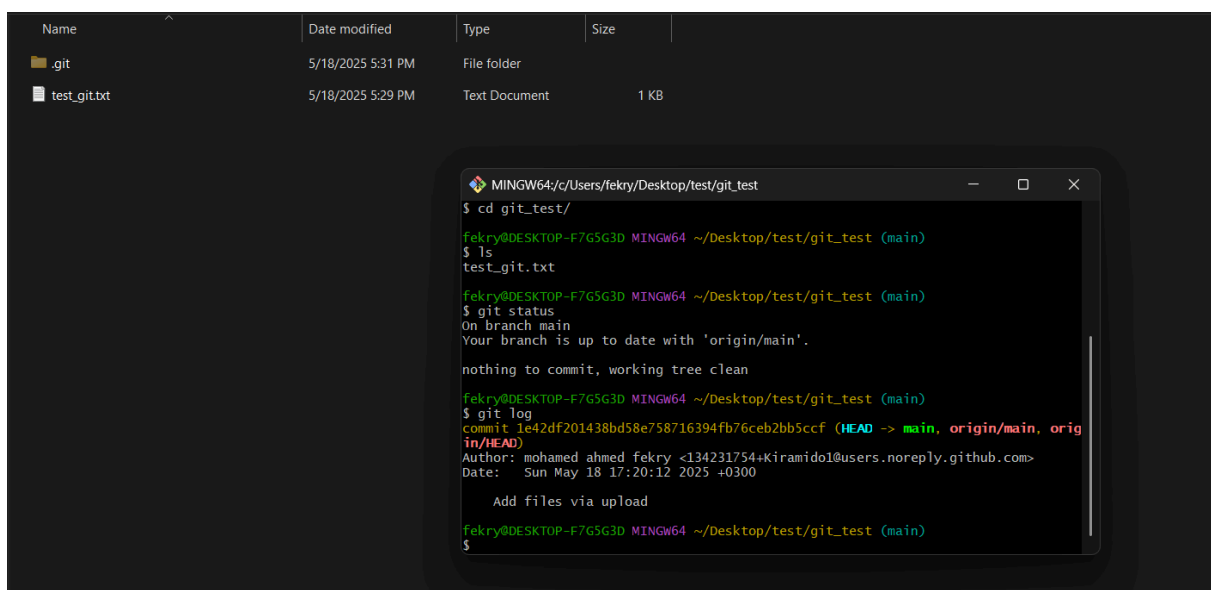 Name Date modified Type Size
.git 5/18/2025 5:31 PM File folder
test_git.txt 5/18/2025 5:29 PM Text Document 1 KB
MINGW64:/c/Users/fekry/Desktop/test/git_test
$ cd git_test/
fekry@DESKTOP-F7G5G3D MINGW64 ~/Desktop/test/git_test (main)
$ ls
test_git.txt
fekry@DESKTOP-F7G5G3D MINGW64 ~/Desktop/test/git_test (main)
$ git status
On branch main
Your branch is up to date with 'origin/main'.
nothing to commit, working tree clean
fekry@DESKTOP-F7G5G3D MINGW64 ~/Desktop/test/git_test (main)
$ git log
commit 1e42df201438bd58e758716394fb76ceb2bb5ccf (HEAD -> main, origin/main, orig
in/HEAD)
Author: mohamed ahmed fekry <134231754+Kiramido1@users.noreply.github.com>
Date:   Sun May 18 17:20:12 2025 +0300
Add files via upload
fekry@DESKTOP-F7G5G3D MINGW64 ~/Desktop/test/git_test (main)
$